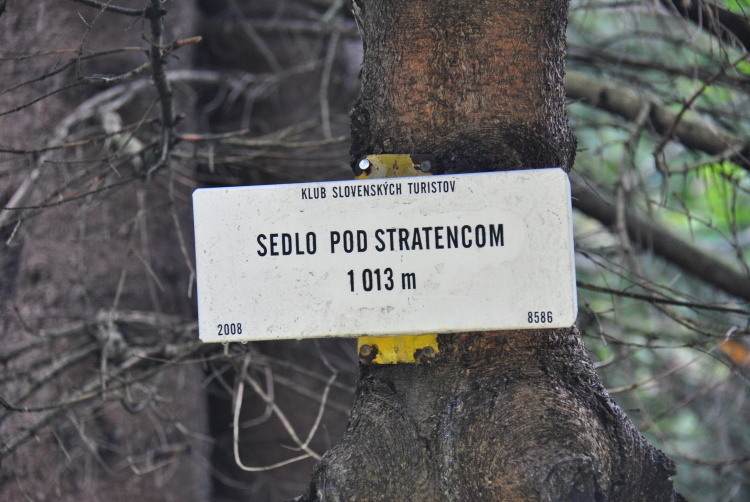 KLUB SLOVENSKÝCH TURISTOV
SEDLO POD STRATENCOM
1 013 m
2008 8586